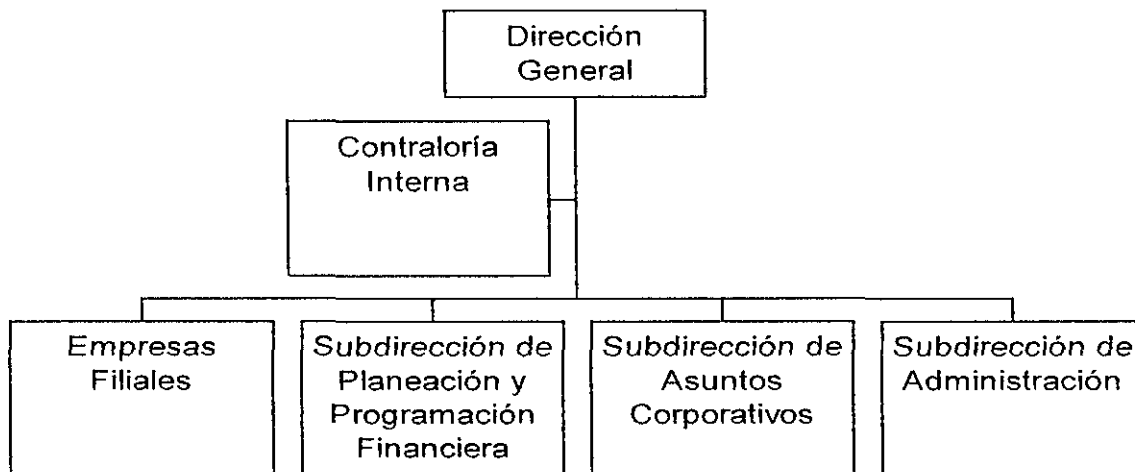 Dirección
General
Contraloría
Interna
Empresas
Filiales
Subdirección de
Planeación y
Programación
Financiera
Subdirección de
Asuntos
Corporativos
Subdirección de
Administración